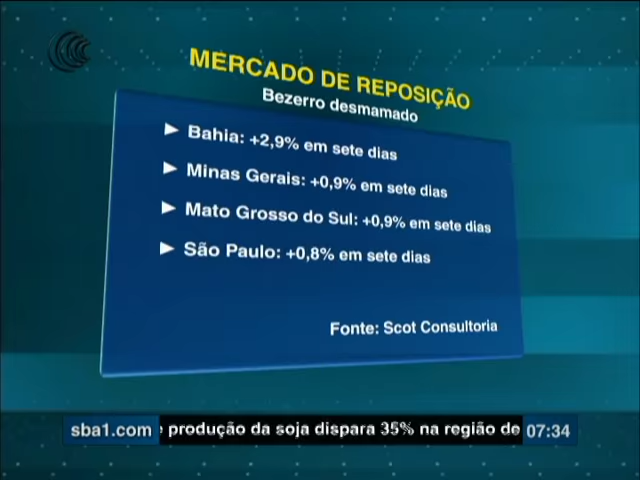 MERCADO DE REPOSIÇÃO
Bezerro desmamado
Bahia: +2,9% em sete dias
Minas Gerais: +0,9% em sete dias
Mato Grosso do Sul: +0,9% em sete dias
São Paulo: +0,8% em sete dias
Fonte: Scot Consultoria
sba1.com e produção da soja dispara 35% na região de 07:34